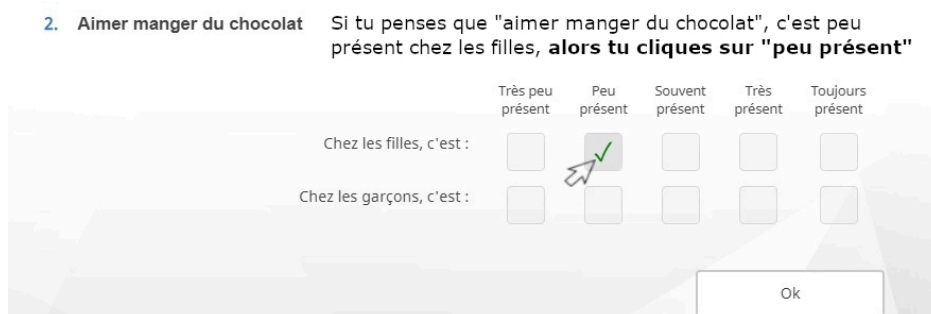 2. Aimer manger du chocolat
Si tu penses que "aimer manger du chocolat", c'est peu
présent chez les filles, alors tu cliques sur "peu présent"
Très peu présent
Peu présent
Souvent présent
Très présent
Toujours présent
Chez les filles, c'est :
Chez les garçons, c'est :
Ok